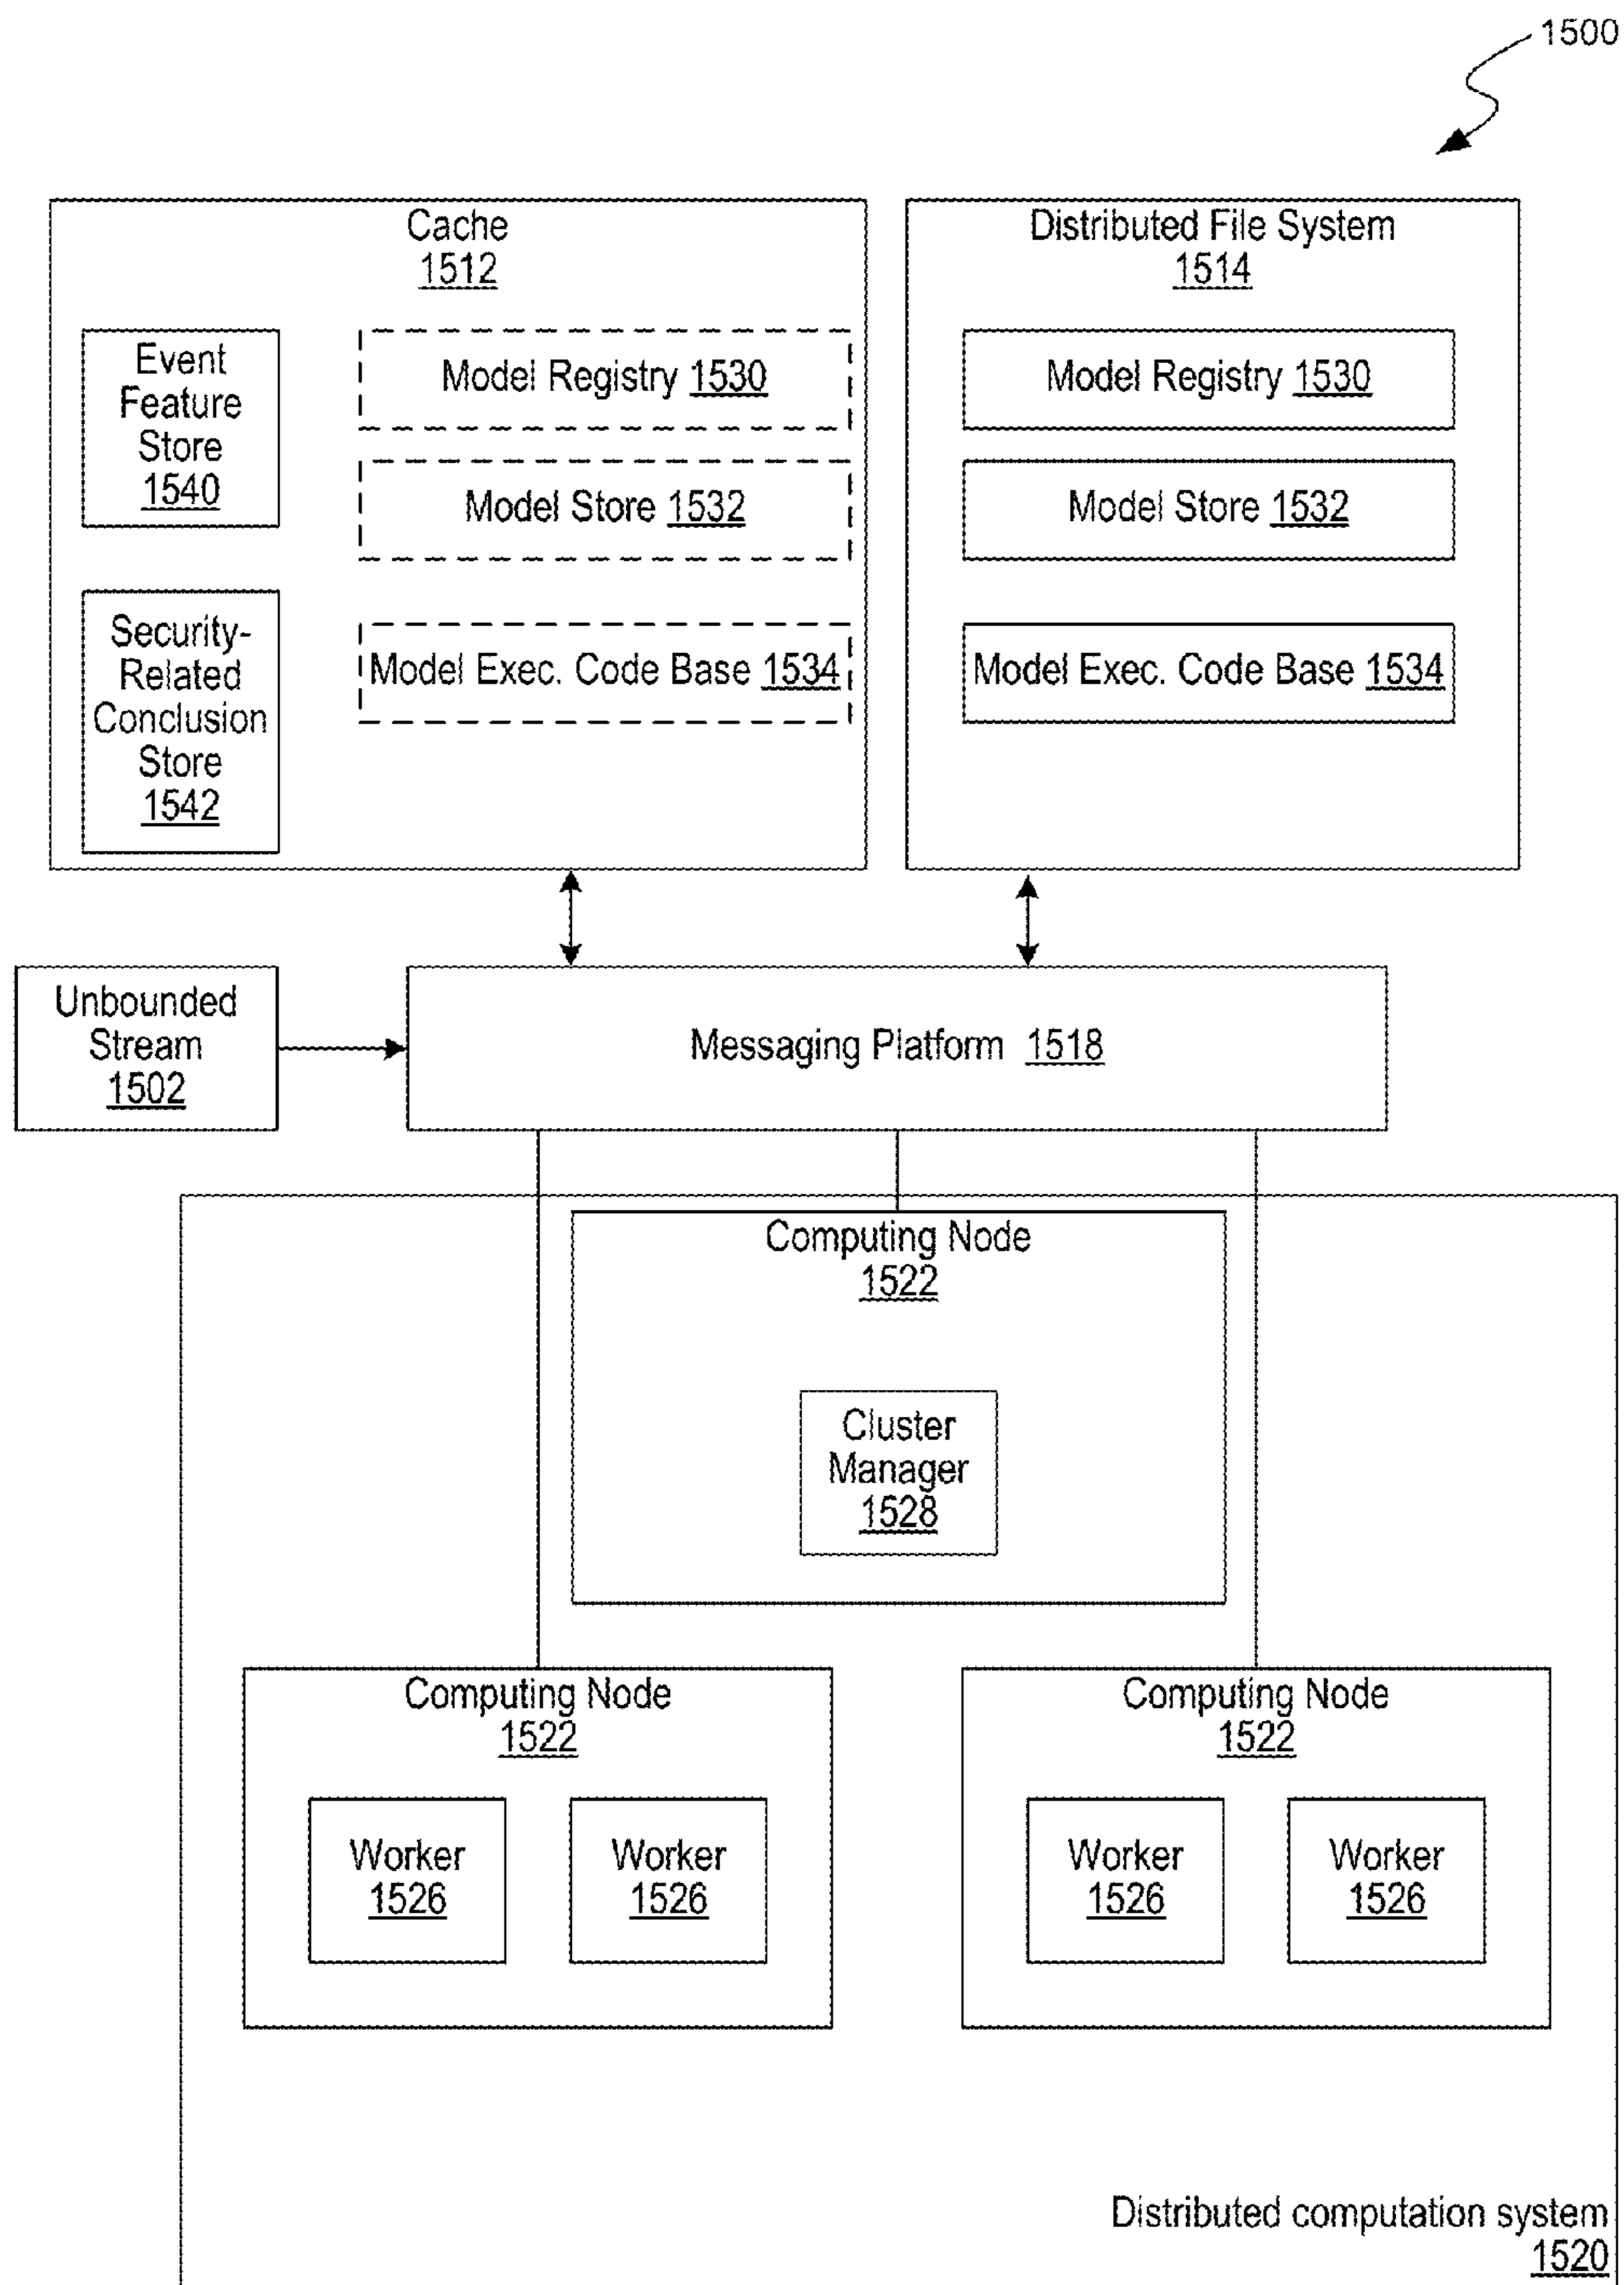 1500
Cache
1512
Event
Feature
Store
1540
Security-
Related
Conclusion
Store
1542
Model Registry 1530
Model Store 1532
Model Exec. Code Base 1534
Distributed File System
1514
Model Registry 1530
Model Store 1532
Model Exec. Code Base 1534
Unbounded
Stream
1502
Messaging Platform 1518
Computing Node
1522
Cluster
Manager
1528
Computing Node
1522
Worker
1526
Worker
1526
Computing Node
1522
Worker
1526
Worker
1526
Distributed computation system
1520